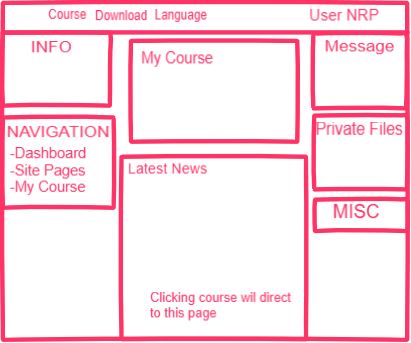 Course Download Language User NRP
INFO
My Course
Message
NAVIGATION
-Dashboard
-Site Pages
-My Course
Private Files
Latest News
MISC
Clicking course wil direct
to this page